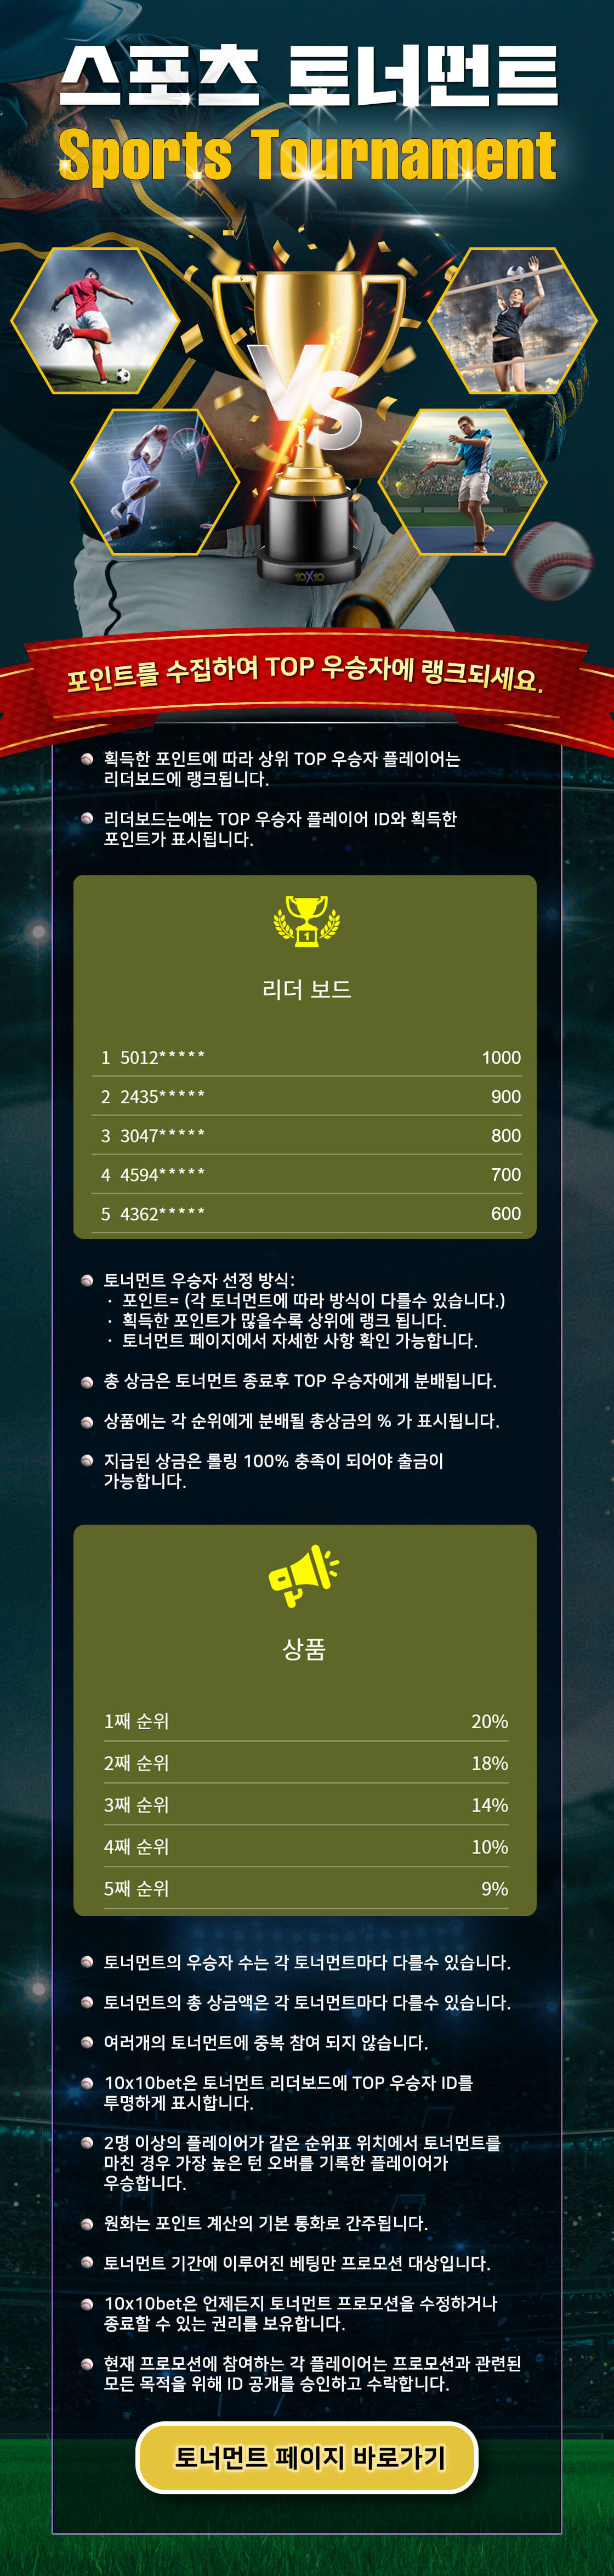 스포츠 토너먼트
Sports Tournament
VS
10X10
포인트를 수집하여 TOP 우승자에 랭크되세요.
획득한 포인트에 따라 상위 TOP 우승자 플레이어는
리더보드에 랭크됩니다.
리더보드는에는 TOP 우승자 플레이어 ID와 획득한
포인트가 표시됩니다.
1
리더 보드
1 5012***** 1000
2 2435***** 900
3 3047***** 800
4 4594***** 700
5 4362***** 600
토너먼트 우승자 선정 방식:
· 포인트= (각 토너먼트에 따라 방식이 다를수 있습니다.)
· 획득한 포인트가 많을수록 상위에 랭크 됩니다.
· 토너먼트 페이지에서 자세한 사항 확인 가능합니다.
총 상금은 토너먼트 종료후 TOP 우승자에게 분배됩니다.
상품에는 각 순위에게 분배될 총상금의 % 가 표시됩니다.
지급된 상금은 롤링 100% 충족이 되어야 출금이
가능합니다.
상품
1째 순위 20%
2째 순위 18%
3째 순위 14%
4째 순위 10%
5째 순위 9%
토너먼트의 우승자 수는 각 토너먼트마다 다를수 있습니다.
토너먼트의 총 상금액은 각 토너먼트마다 다를수 있습니다.
여러개의 토너먼트에 중복 참여 되지 않습니다.
10x10bet은 토너먼트 리더보드에 TOP 우승자 ID를
투명하게 표시합니다.
2명 이상의 플레이어가 같은 순위표 위치에서 토너먼트를
마친 경우 가장 높은 턴 오버를 기록한 플레이어가
우승합니다.
원화는 포인트 계산의 기본 통화로 간주됩니다.
토너먼트 기간에 이루어진 베팅만 프로모션 대상입니다.
10x10bet은 언제든지 토너먼트 프로모션을 수정하거나
종료할 수 있는 권리를 보유합니다.
현재 프로모션에 참여하는 각 플레이어는 프로모션과 관련된
모든 목적을 위해 ID 공개를 승인하고 수락합니다.
토너먼트 페이지 바로가기